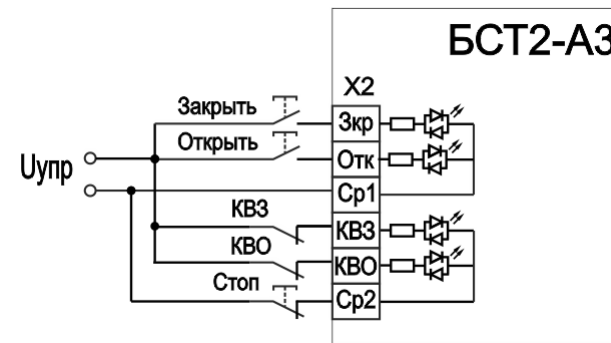 БСТ2-А3
X2
Закрыть
Зкр
Открыть
Отк
Uупр
Ср1
КВЗ
КВЗ
КВО
КВО
Стоп
Ср2